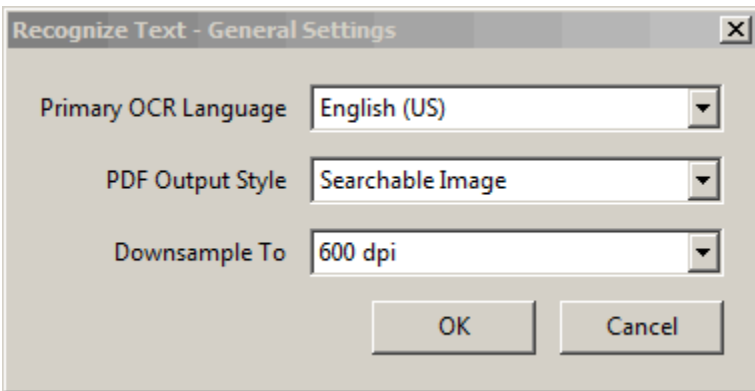 Recognize Text - General Settings
Primary OCR Language English (US)
PDF Output Style Searchable Image
Downsample To 600 dpi
OK Cancel